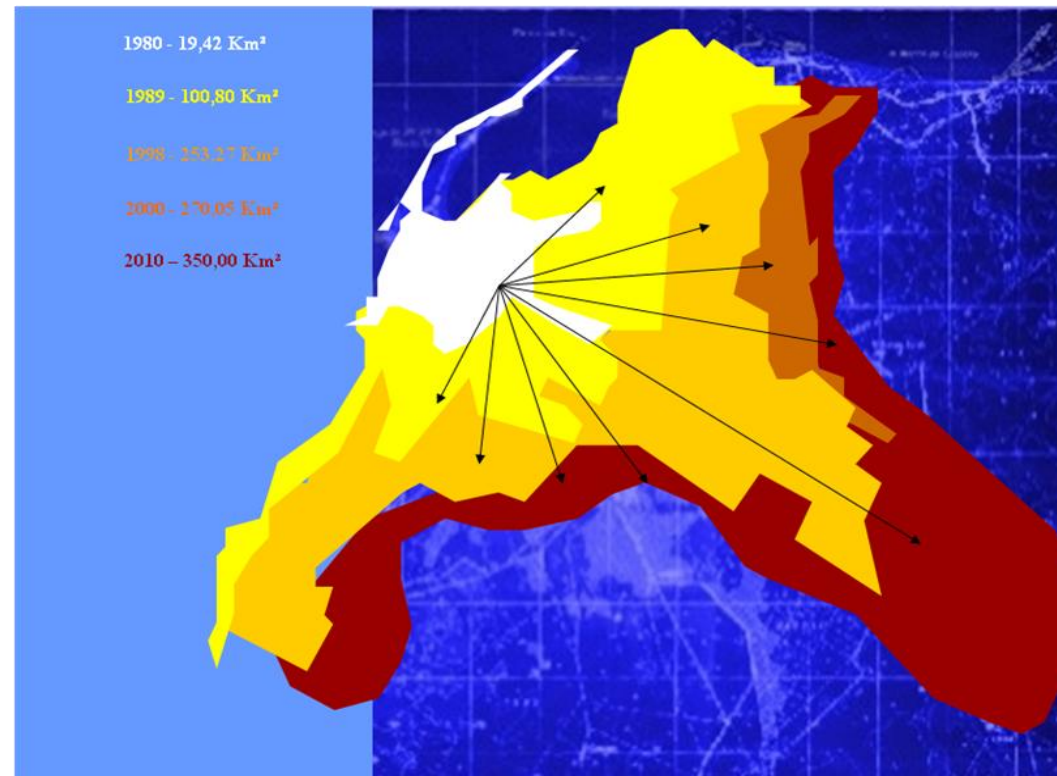 1980 - 19,42 Km²
1989 - 100,80 Km²
1998 - 253.27 Km²
2000 - 270,05 Km²
2010 – 350,00 Km²